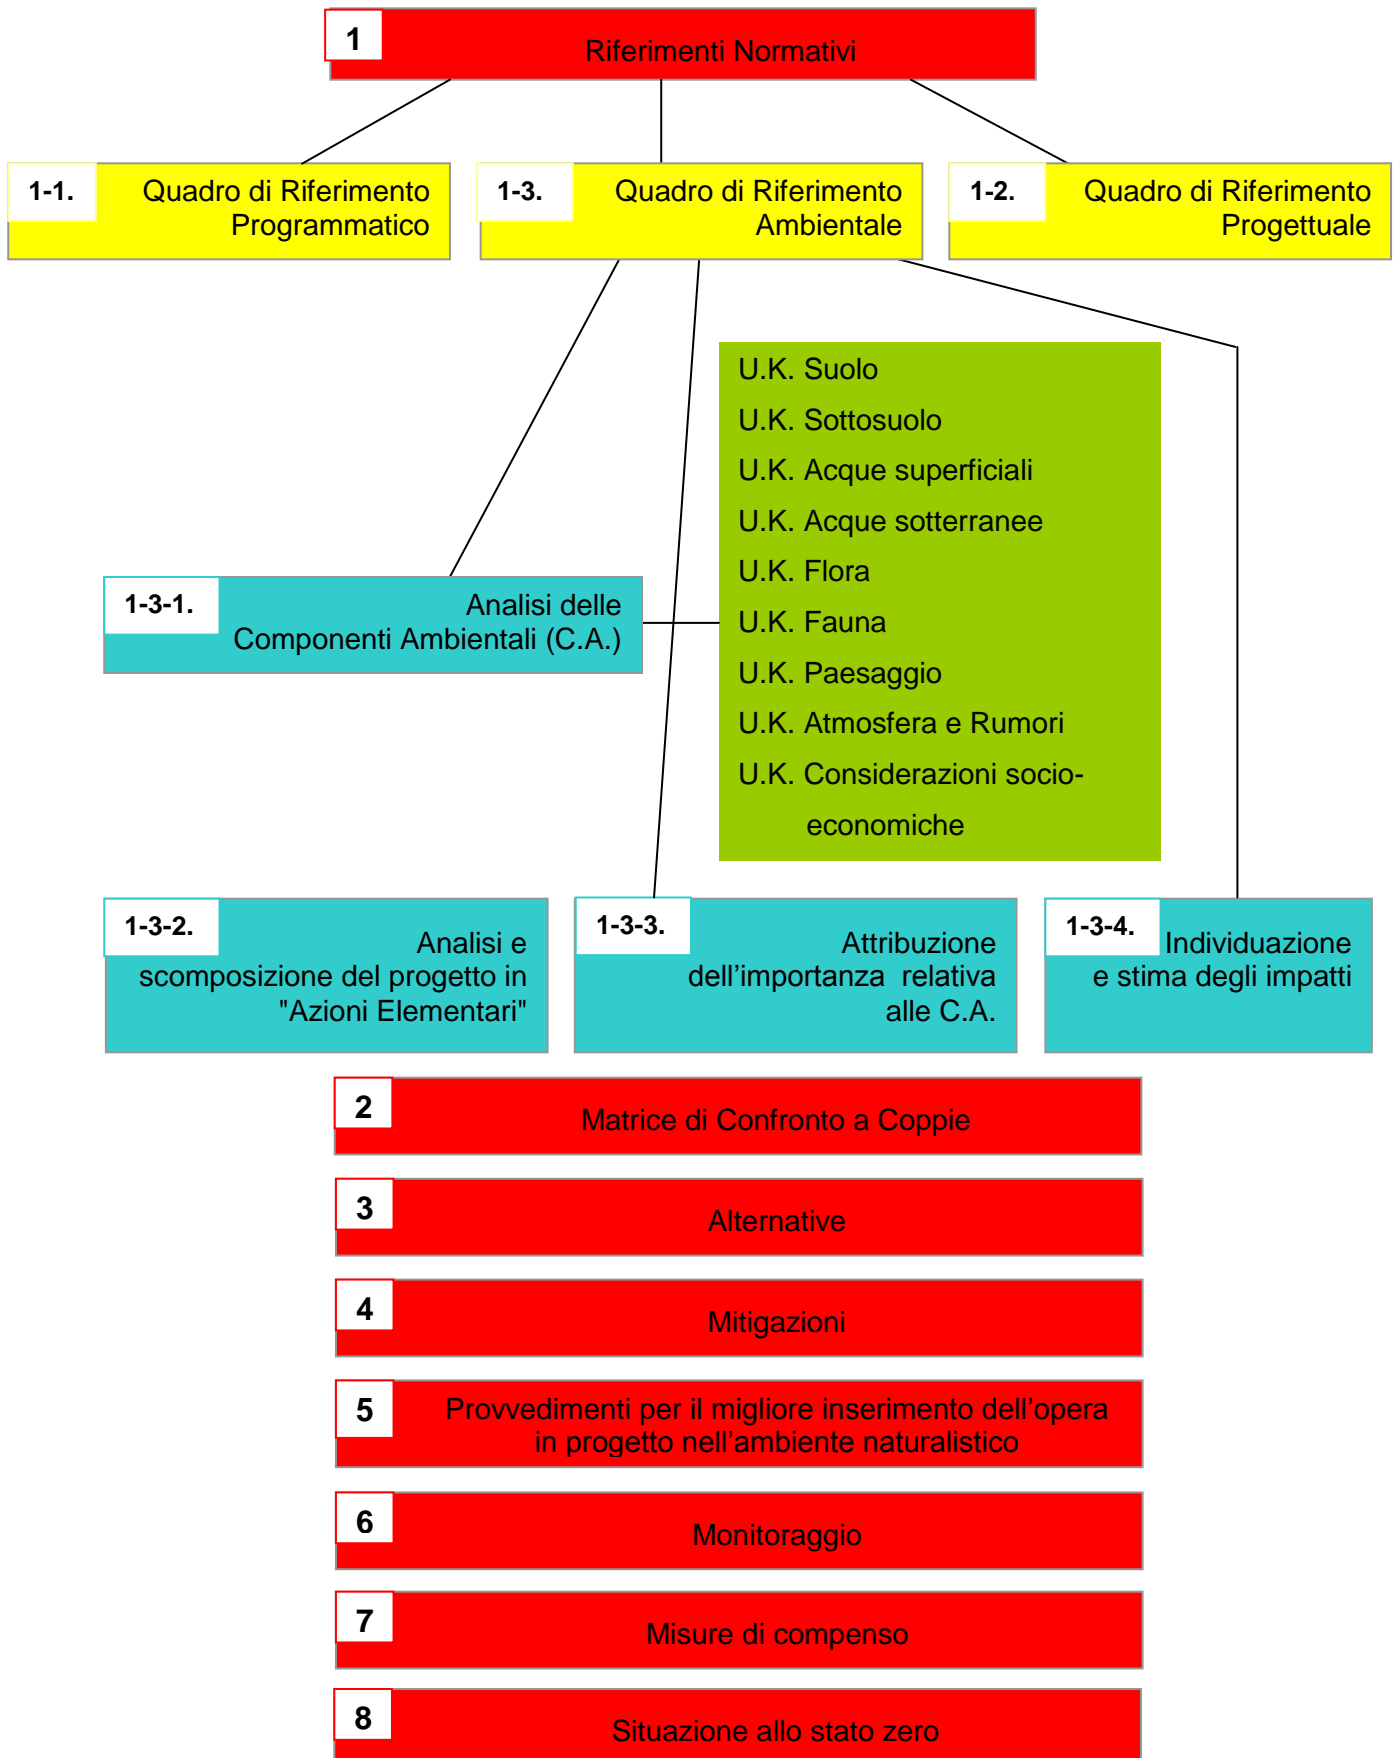 1
Riferimenti Normativi
1-1.
Quadro di Riferimento
Programmatico
1-3.
Quadro di Riferimento
Ambientale
1-2.
Quadro di Riferimento
Progettuale
U.K. Suolo
U.K. Sottosuolo
U.K. Acque superficiali
U.K. Acque sotterranee
U.K. Flora
U.K. Fauna
U.K. Paesaggio
U.K. Atmosfera e Rumori
U.K. Considerazioni socio-
economiche
1-3-1.
Analisi delle
Componenti Ambientali (C.A.)
1-3-2.
Analisi e
scomposizione del progetto in
"Azioni Elementari"
1-3-3.
Attribuzione
dell’importanza relativa
alle C.A.
1-3-4.
Individuazione
e stima degli impatti
2
Matrice di Confronto a Coppie
3
Alternative
4
Mitigazioni
5
Provvedimenti per il migliore inserimento dell’opera
in progetto nell’ambiente naturalistico
6
Monitoraggio
7
Misure di compenso
8
Situazione allo stato zero